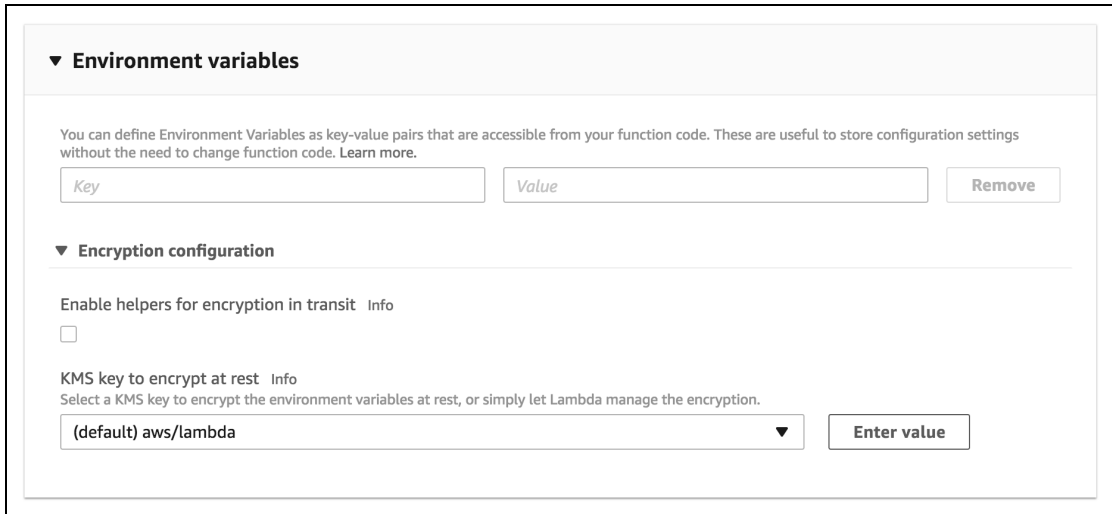 Environment variables
You can define Environment Variables as key-value pairs that are accessible from your function code. These are useful to store configuration settings
without the need to change function code. Learn more.
Key
Value
Remove
Encryption configuration
Enable helpers for encryption in transit Info
KMS key to encrypt at rest Info
Select a KMS key to encrypt the environment variables at rest, or simply let Lambda manage the encryption.
(default) aws/lambda
Enter value